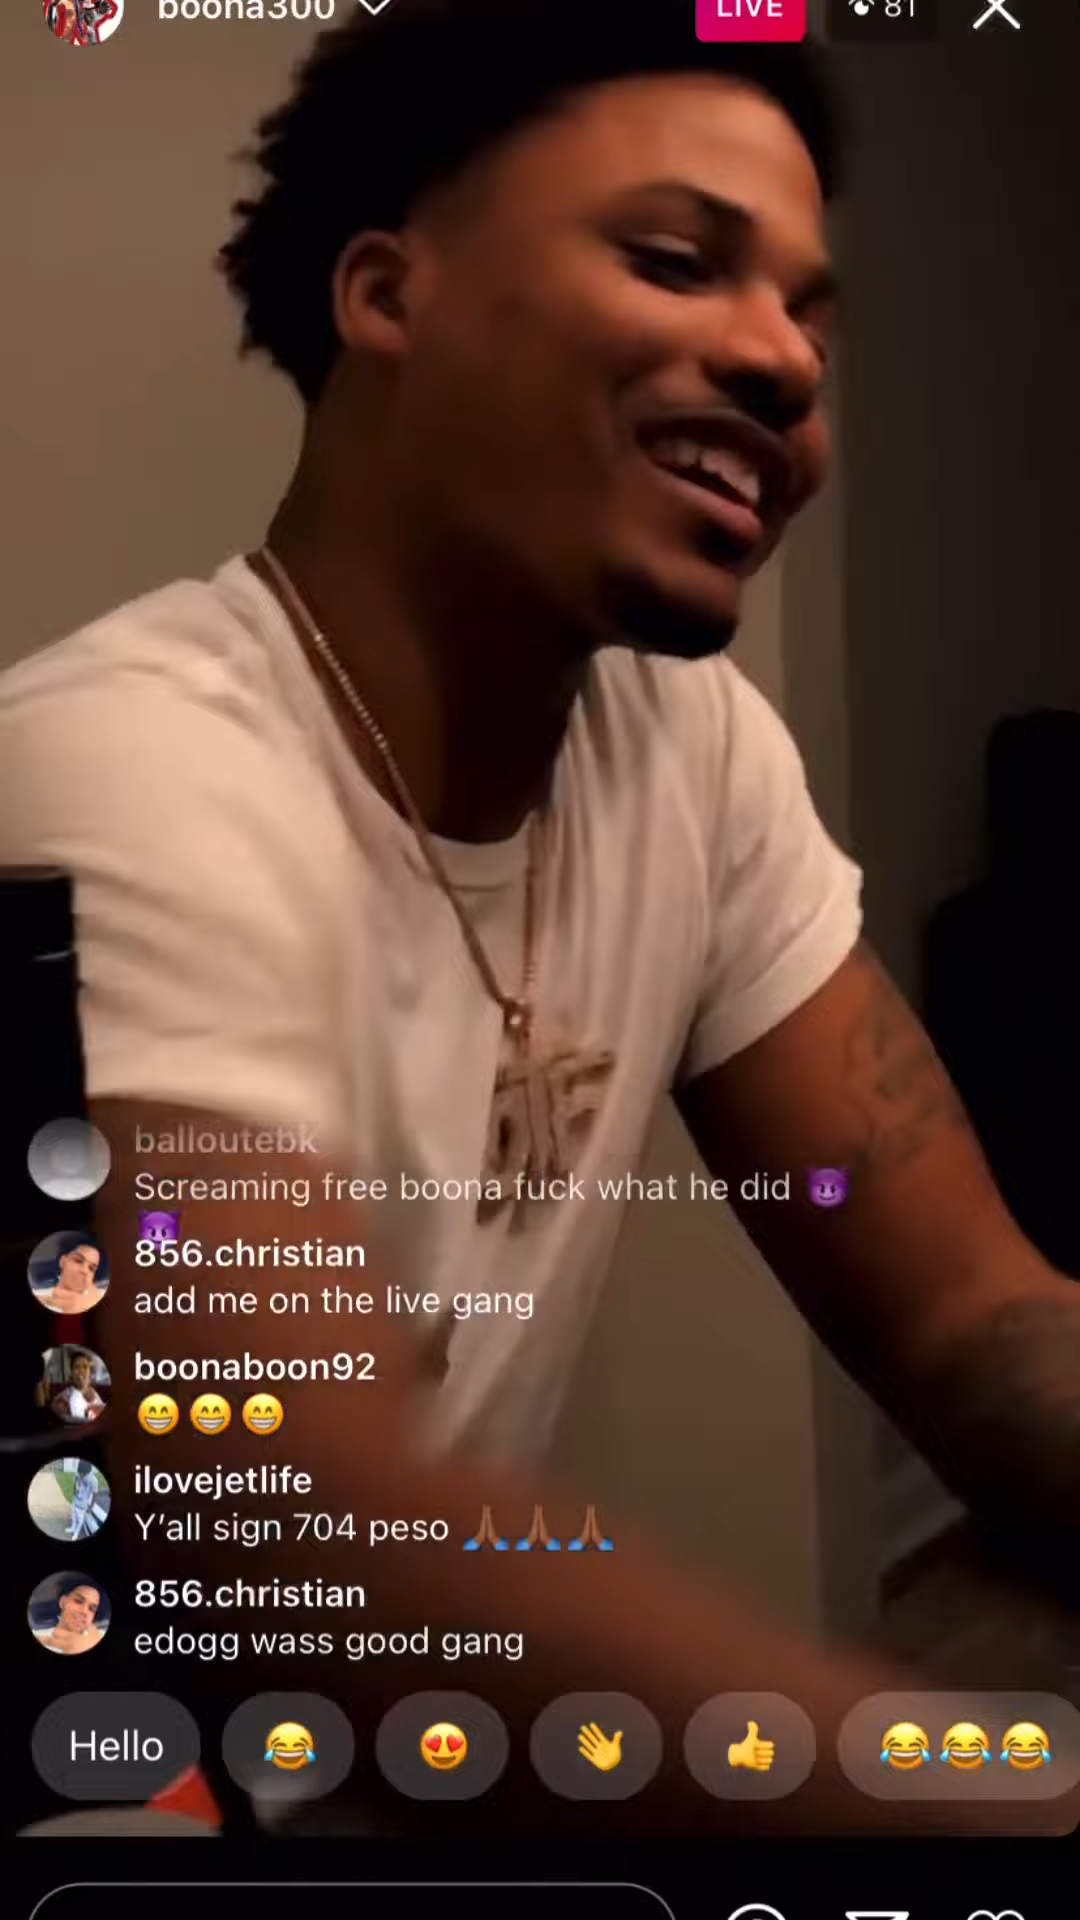 boona300
LIVE
81
balloutebk
Screaming free boona fuck what he did 😈
😈
856.christian
add me on the live gang
boonaboon92
😁😁😁
ilovejetlife
Y'all sign 704 peso 🙏🏾🙏🏾🙏🏾
856.christian
edogg wass good gang
Hello 😂 😍 👋 👍 😂😂😂